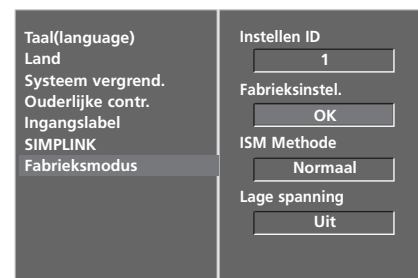 Taal(language)
Land
Systeem vergrend.
Ouderlijke contr.
Ingangslabel
SIMPLINK
Fabrieksmodus
Instellen ID
1
Fabrieksinstel.
OK
ISM Methode
Normaal
Lage spanning
Uit